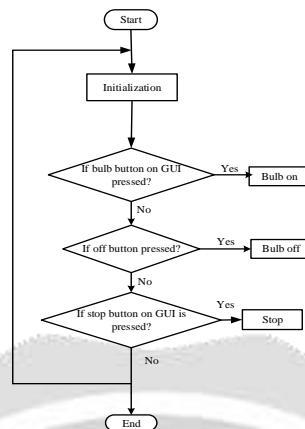 Start
Initialization
If bulb button on GUI
pressed?
Yes
Bulb on
No
If off button pressed?
Yes
Bulb off
No
If stop button on GUI is
pressed?
Yes
Stop
No
End